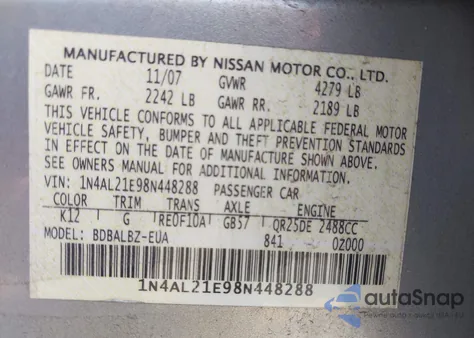 MANUFACTURED BY NISSAN MOTOR CO., LTD.
DATE 11/07 GVWR 4279 LB
GAWR FR. 2242 LB GAWR RR. 2189 LB
THIS VEHICLE CONFORMS TO ALL APPLICABLE FEDERAL MOTOR
VEHICLE SAFETY, BUMPER AND THEFT PREVENTION STANDARDS
IN EFFECT ON THE DATE OF MANUFACTURE SHOWN ABOVE.
SEE OWNERS MANUAL FOR ADDITIONAL INFORMATION.
VIN: 1N4AL21E98N448288 PASSENGER CAR
COLOR TRIM TRANS AXLE ENGINE
K12 G RE0F10A GB57 QR25DE 2488CC
MODEL: BDBALBZ-EUA 841 0Z000
1N4AL21E98N448288
autoSnap